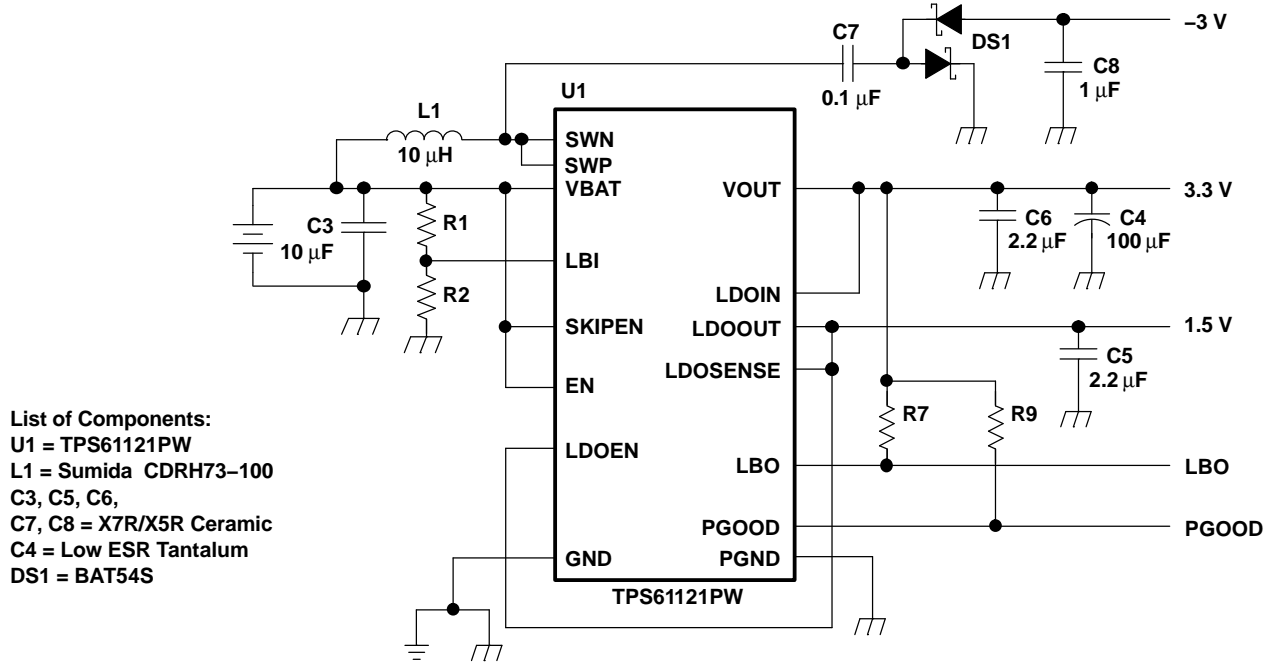 –3 V
C7
DS1
C8
1 µF
0.1 µF
U1
L1
10 µH
SWN
SWP
VBAT
VOUT
3.3 V
C3
10 µF
R1
C6
2.2 µF
C4
100 µF
LBI
R2
LDOIN
SKIPEN
LDOOUT
1.5 V
C5
2.2 µF
LDOSENSE
EN
R7
R9
List of Components:
U1 = TPS61121PW
L1 = Sumida CDRH73–100
C3, C5, C6,
C7, C8 = X7R/X5R Ceramic
C4 = Low ESR Tantalum
DS1 = BAT54S
LDOEN
LBO
LBO
PGOOD
PGOOD
GND
PGND
TPS61121PW